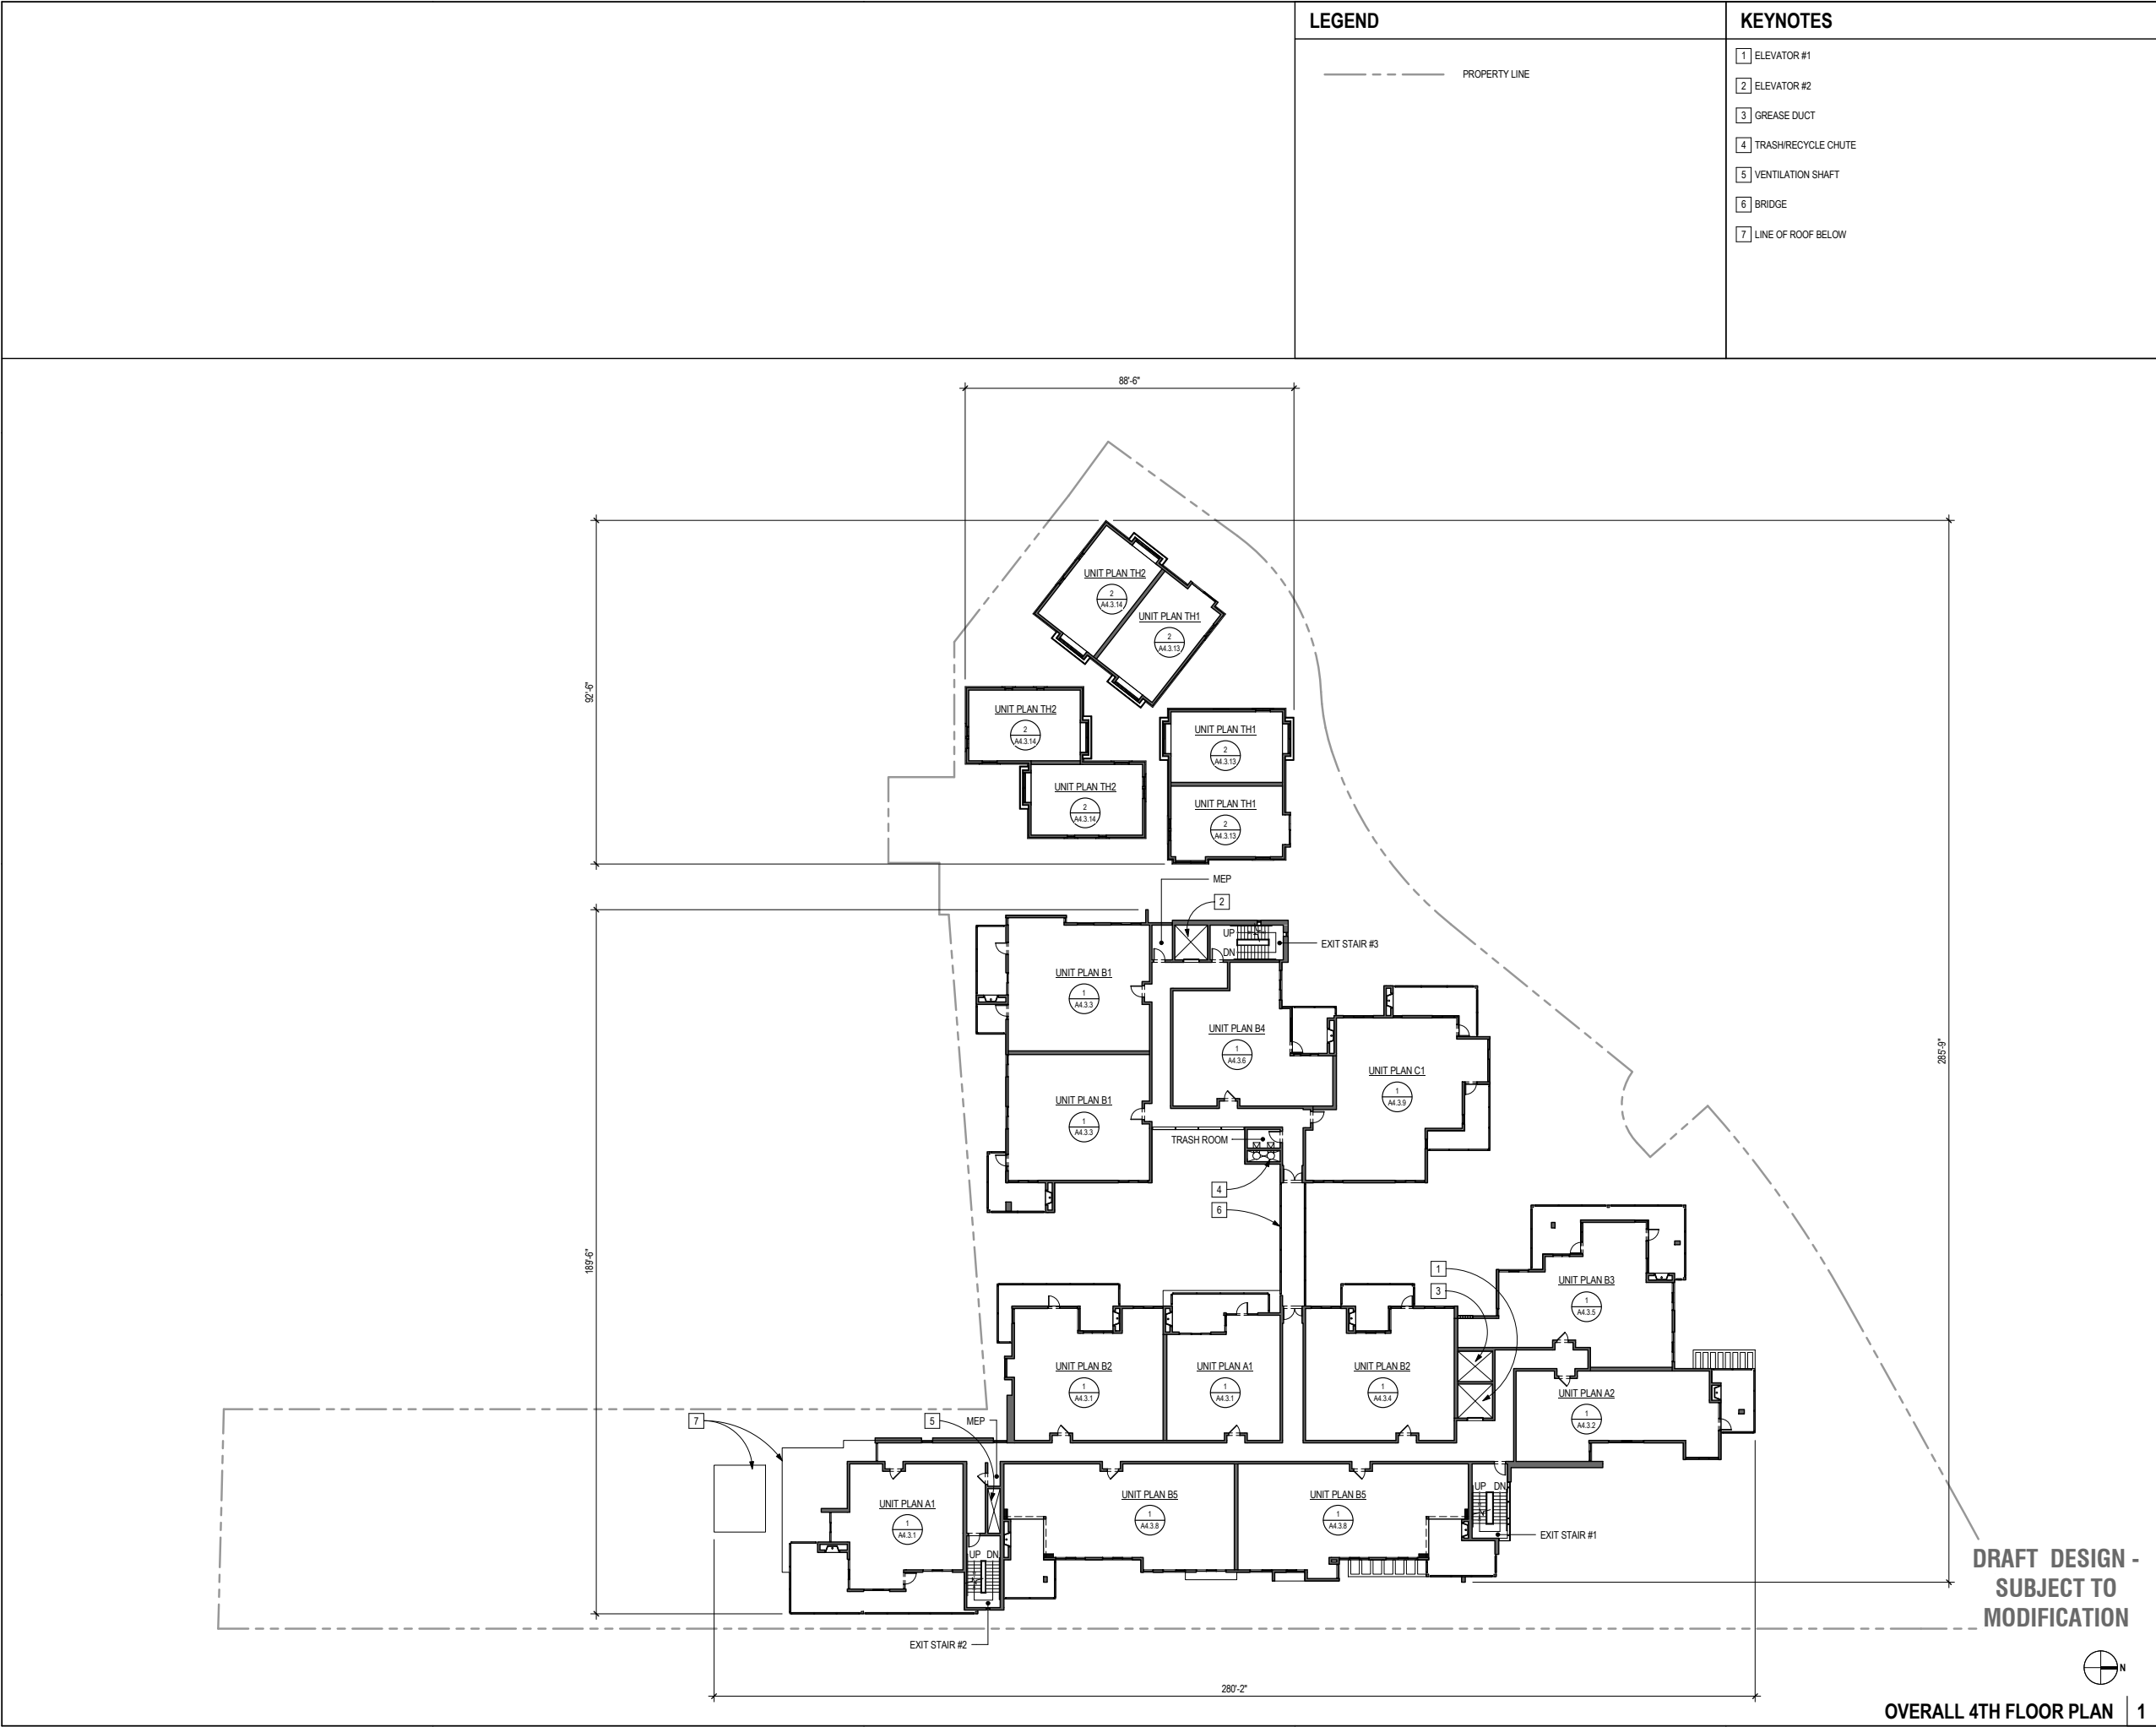 LEGEND
PROPERTY LINE
KEYNOTES
1 ELEVATOR #1
2 ELEVATOR #2
3 GREASE DUCT
4 TRASH/RECYCLE CHUTE
5 VENTILATION SHAFT
6 BRIDGE
7 LINE OF ROOF BELOW
88'-6"
92'-6"
285'-9"
189'-6"
280'-2"
UNIT PLAN TH2
2
A4.3.14
UNIT PLAN TH1
2
A4.3.13
UNIT PLAN TH2
2
A4.3.14
UNIT PLAN TH1
2
A4.3.13
UNIT PLAN TH2
2
A4.3.14
UNIT PLAN TH1
2
A4.3.13
MEP
2
UP
DN
EXIT STAIR #3
UNIT PLAN B1
1
A4.3.3
UNIT PLAN B4
1
A4.3.6
UNIT PLAN C1
1
A4.3.9
UNIT PLAN B1
1
A4.3.3
TRASH ROOM
4
6
1
3
UNIT PLAN B3
1
A4.3.5
UNIT PLAN B2
1
A4.3.1
UNIT PLAN A1
1
A4.3.1
UNIT PLAN B2
1
A4.3.4
UNIT PLAN A2
1
A4.3.2
7
5
MEP
UNIT PLAN A1
1
A4.3.1
UNIT PLAN B5
1
A4.3.8
UNIT PLAN B5
1
A4.3.8
UP DN
EXIT STAIR #1
UP DN
EXIT STAIR #2
DRAFT DESIGN -
SUBJECT TO
MODIFICATION
N
OVERALL 4TH FLOOR PLAN 1